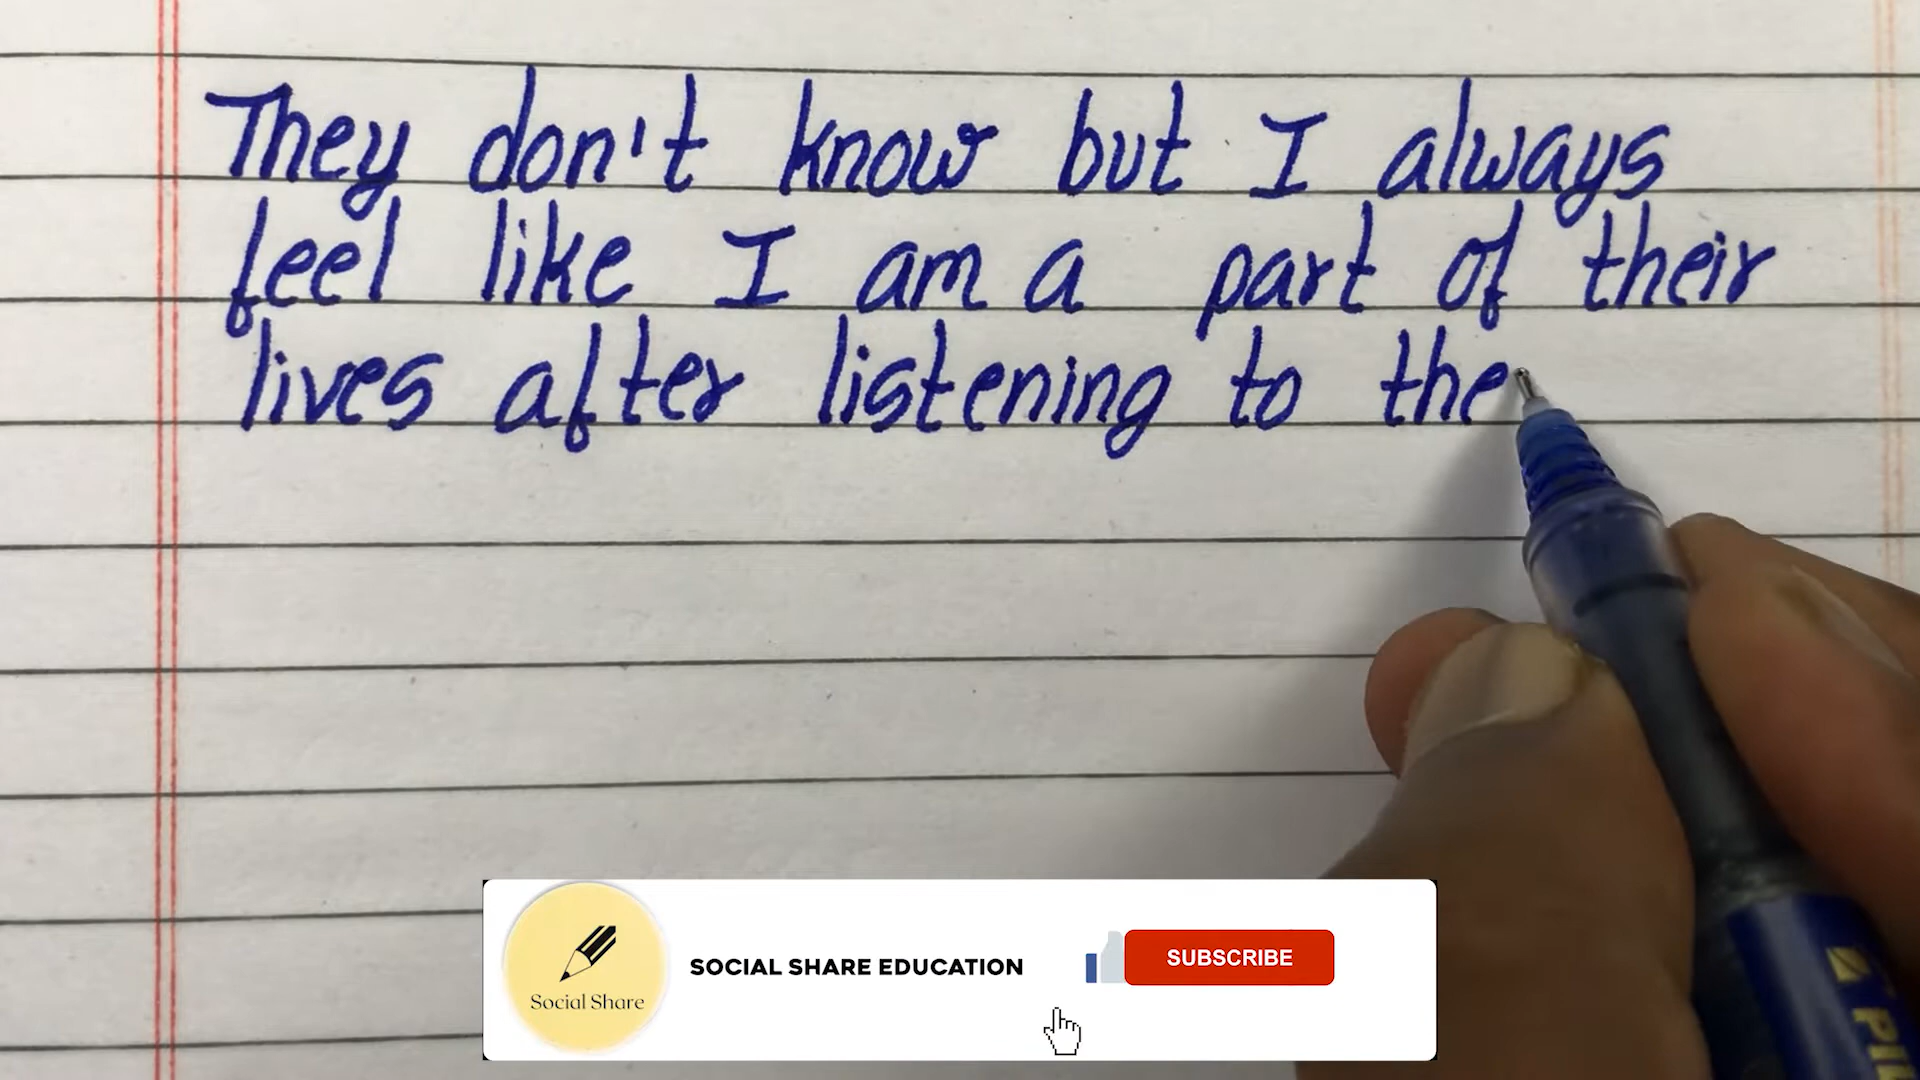 They don't know but I always
feel like I am a part of their
lives after listening to the
Social Share
SOCIAL SHARE EDUCATION
SUBSCRIBE
PIL